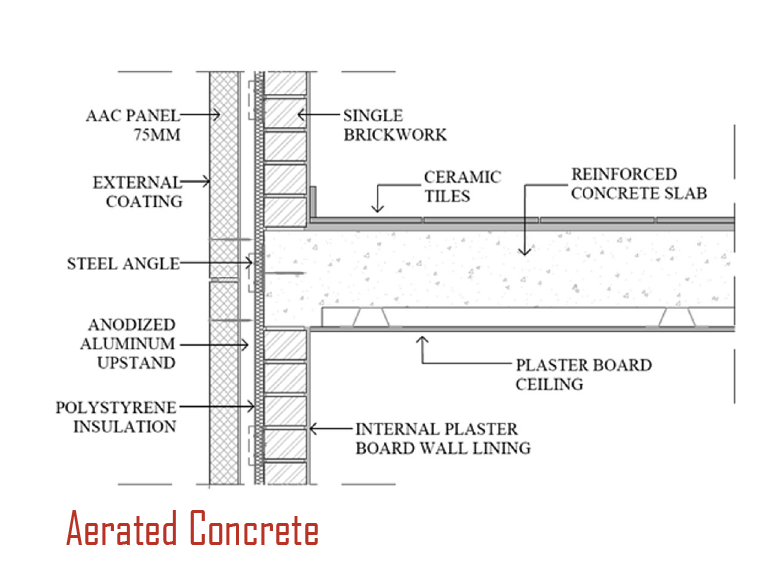 AAC PANEL
75MM
SINGLE
BRICKWORK
EXTERNAL
COATING
CERAMIC
TILES
REINFORCED
CONCRETE SLAB
STEEL ANGLE
ANODIZED
ALUMINUM
UPSTAND
PLASTER BOARD
CEILING
POLYSTYRENE
INSULATION
INTERNAL PLASTER
BOARD WALL LINING
Aerated Concrete